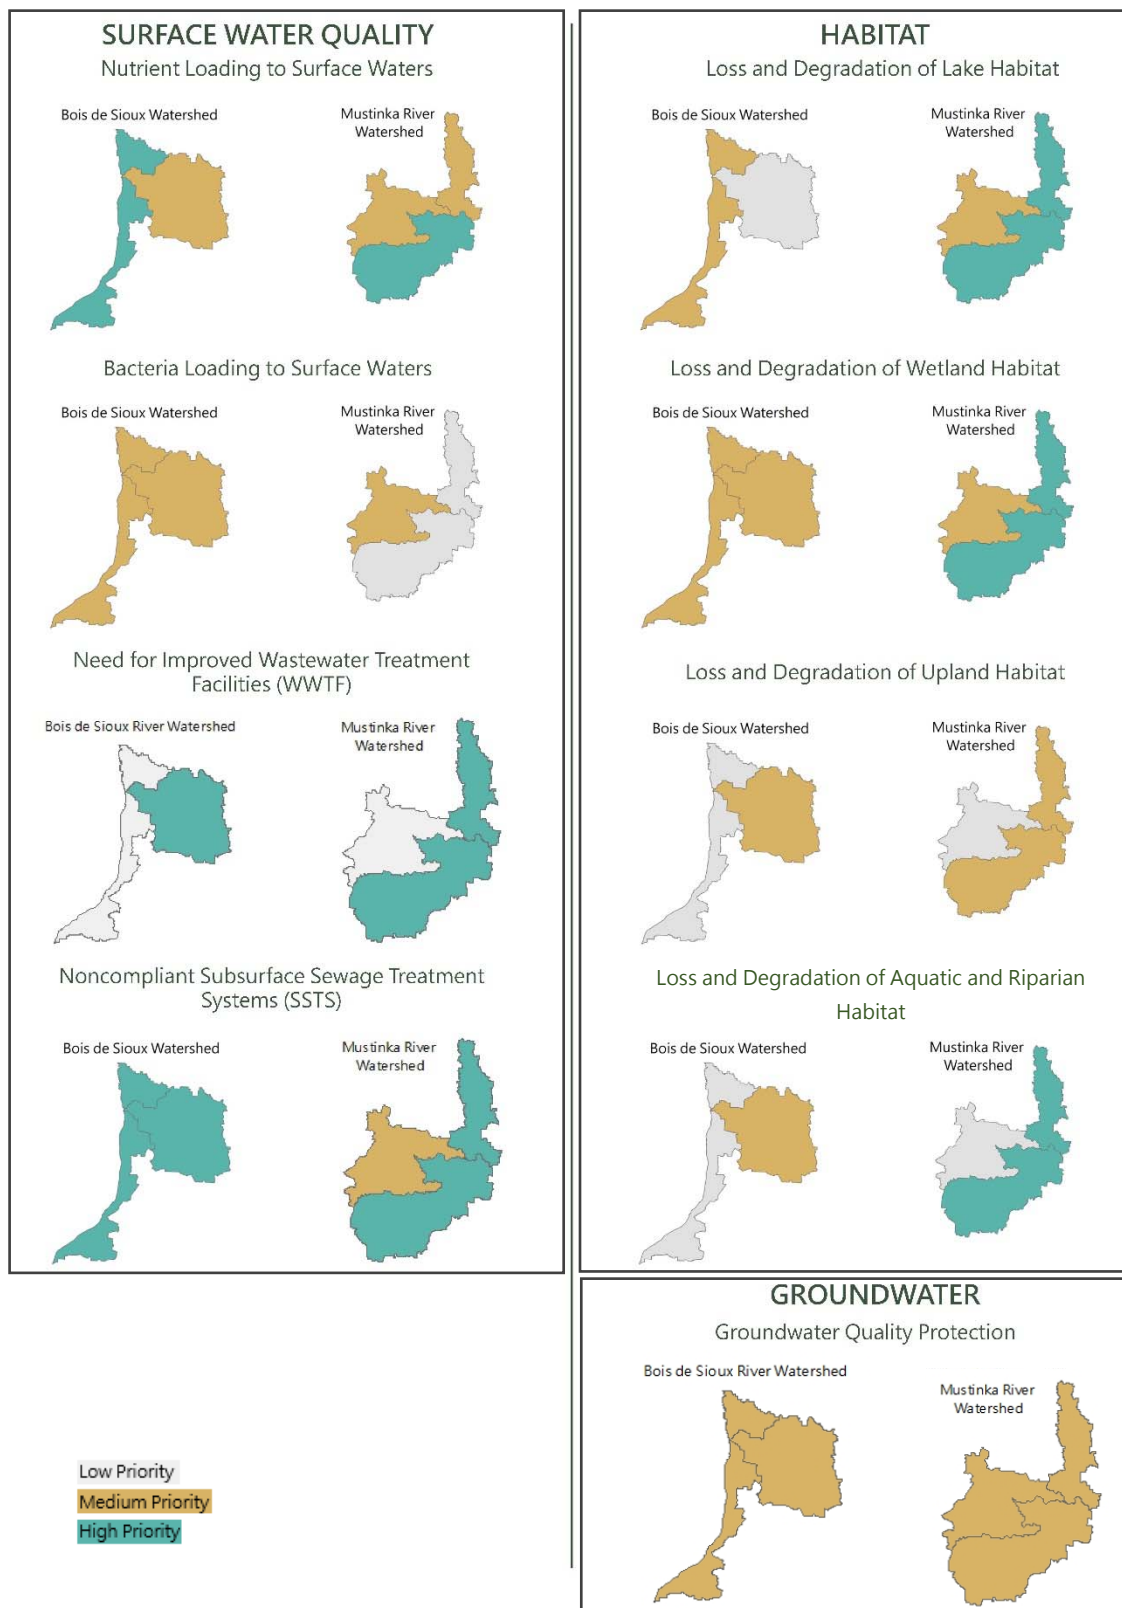 SURFACE WATER QUALITY
Nutrient Loading to Surface Waters
Bois de Sioux Watershed
Mustinka River
Watershed
Bacteria Loading to Surface Waters
Bois de Sioux Watershed
Mustinka River
Watershed
Need for Improved Wastewater Treatment
Facilities (WWTF)
Bois de Sioux River Watershed
Mustinka River
Watershed
Noncompliant Subsurface Sewage Treatment
Systems (SSTS)
Bois de Sioux Watershed
Mustinka River
Watershed
HABITAT
Loss and Degradation of Lake Habitat
Bois de Sioux Watershed
Mustinka River
Watershed
Loss and Degradation of Wetland Habitat
Bois de Sioux Watershed
Mustinka River
Watershed
Loss and Degradation of Upland Habitat
Bois de Sioux Watershed
Mustinka River
Watershed
Loss and Degradation of Aquatic and Riparian
Habitat
Bois de Sioux Watershed
Mustinka River
Watershed
GROUNDWATER
Groundwater Quality Protection
Bois de Sioux River Watershed
Mustinka River
Watershed
Low Priority
Medium Priority
High Priority